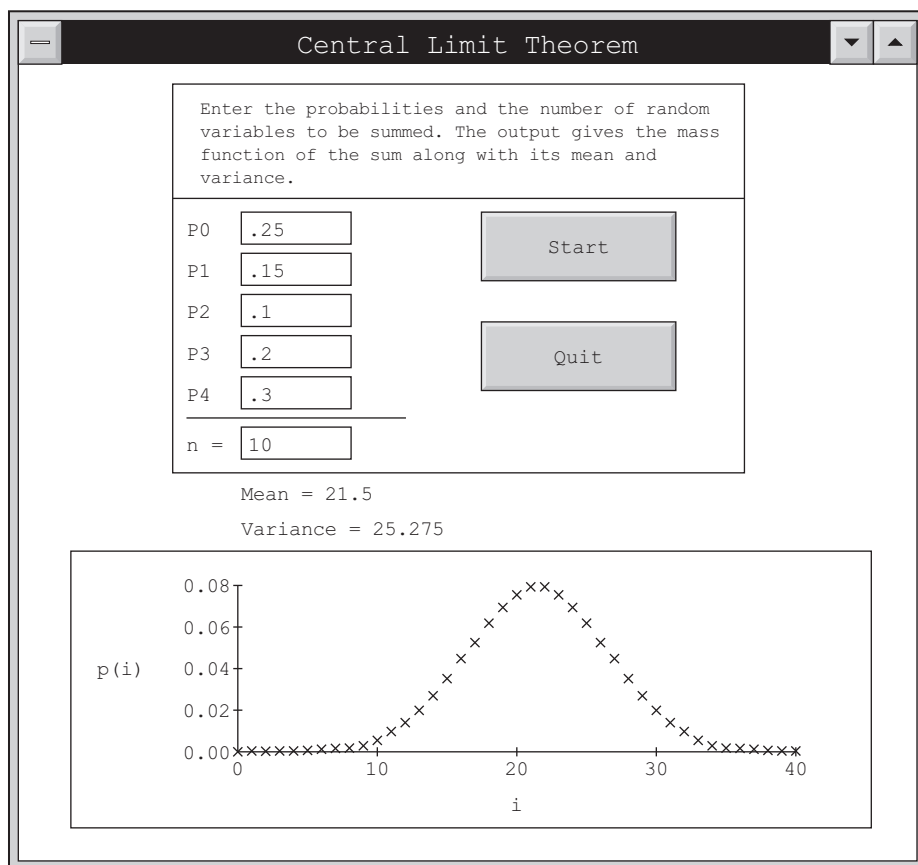 Central Limit Theorem
Enter the probabilities and the number of random
variables to be summed. The output gives the mass
function of the sum along with its mean and
variance.
P0 .25
Start
P1 .15
P2 .1
P3 .2
Quit
P4 .3
n = 10
Mean = 21.5
Variance = 25.275
0.08
0.06
p(i) 0.04
0.02
0.00
0 10 20 30 40
i